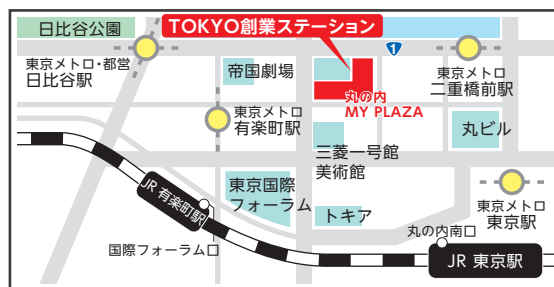 日比谷公園
TOKYO創業ステーション
1
東京メトロ・都営
日比谷駅
帝国劇場
丸の内
MY PLAZA
東京メトロ
二重橋前駅
東京メトロ
有楽町駅
丸ビル
三菱一号館
美術館
東京国際
フォーラム
トキア
東京メトロ
東京駅
JR 有楽町駅
国際フォーラム口
丸の内南口
JR 東京駅